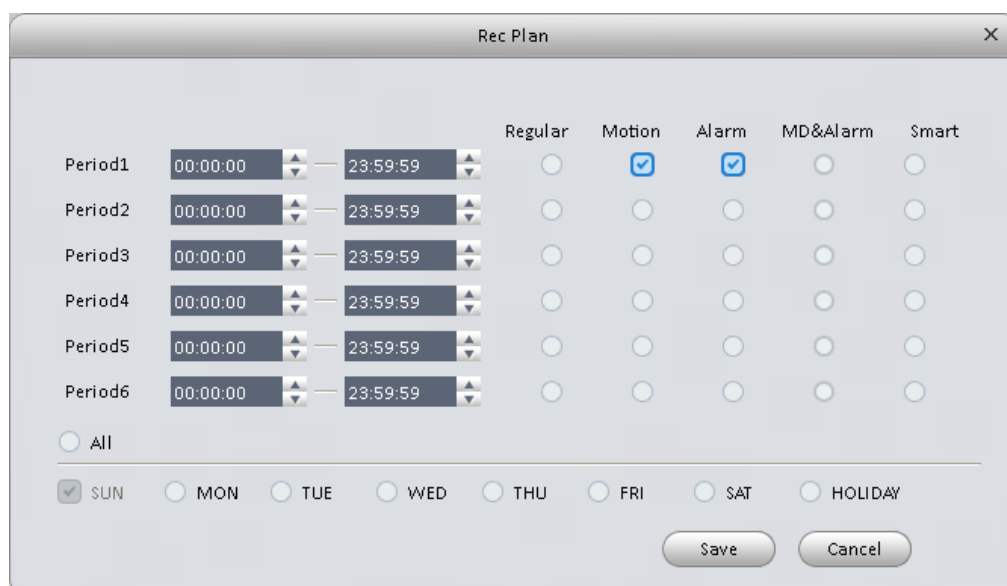 Rec Plan
Regular Motion Alarm MD&Alarm Smart
Period1 00:00:00 — 23:59:59
Period2 00:00:00 — 23:59:59
Period3 00:00:00 — 23:59:59
Period4 00:00:00 — 23:59:59
Period5 00:00:00 — 23:59:59
Period6 00:00:00 — 23:59:59
All
SUN MON TUE WED THU FRI SAT HOLIDAY
Save Cancel